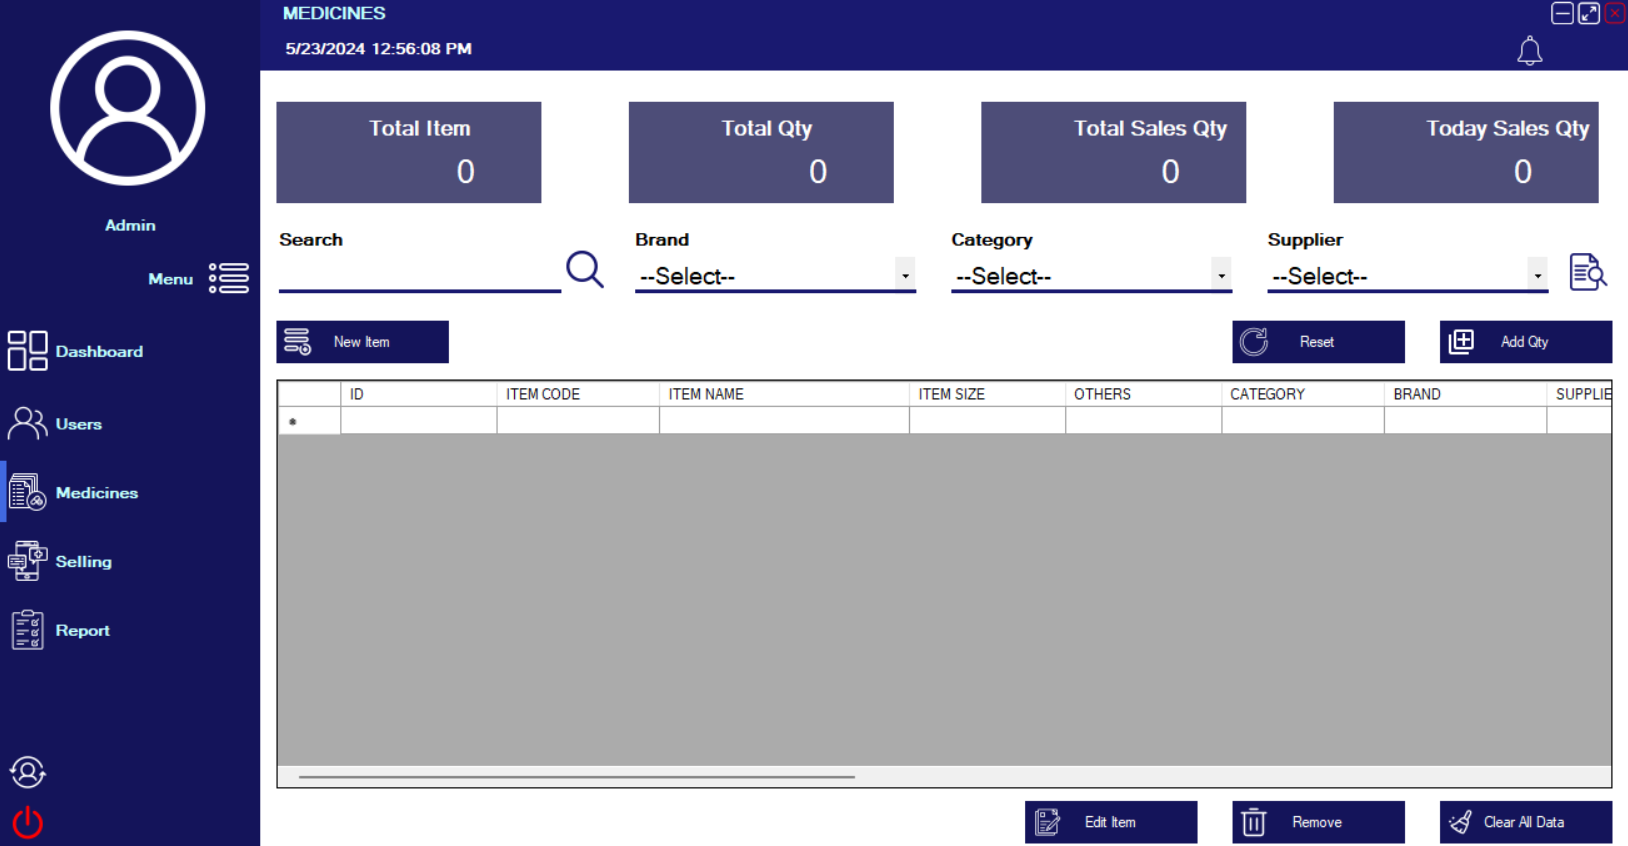 MEDICINES
5/23/2024 12:56:08 PM
Admin
Menu
Dashboard
Users
Medicines
Selling
Report
Total Item
0
Total Qty
0
Total Sales Qty
0
Today Sales Qty
0
Search
Brand
--Select--
Category
--Select--
Supplier
--Select--
New Item
Reset
Add Qty
ID ITEM CODE ITEM NAME ITEM SIZE OTHERS CATEGORY BRAND SUPPLIE
Edit Item
Remove
Clear All Data